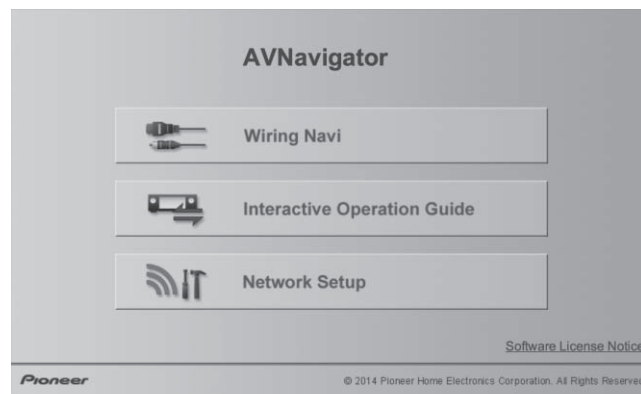 AVNavigator
Wiring Navi
Interactive Operation Guide
Network Setup
Software License Notice
Pioneer
© 2014 Pioneer Home Electronics Corporation. All Rights Reserved